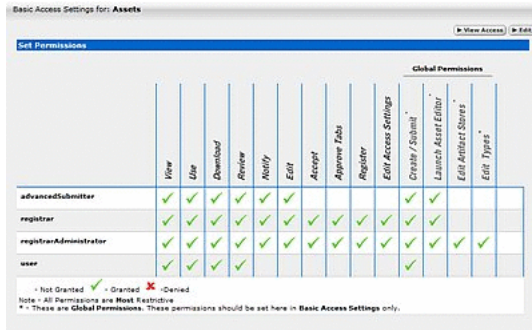 Basic Access Settings for: Assets
View Access
Edit
Set Permissions
Global Permissions
View
Use
Download
Review
Notify
Edit
Accept
Approve Tabs
Register
Edit Access Settings
Create / Submit *
Launch Asset Editor *
Edit Artifact Stores *
Edit Types *
advancedSubmitter
registrar
registrarAdministrator
user
- Not Granted - Granted -Denied
Note - All Permissions are Most Restrictive
* - These are Global Permissions. These permissions should be set here in Basic Access Settings only.